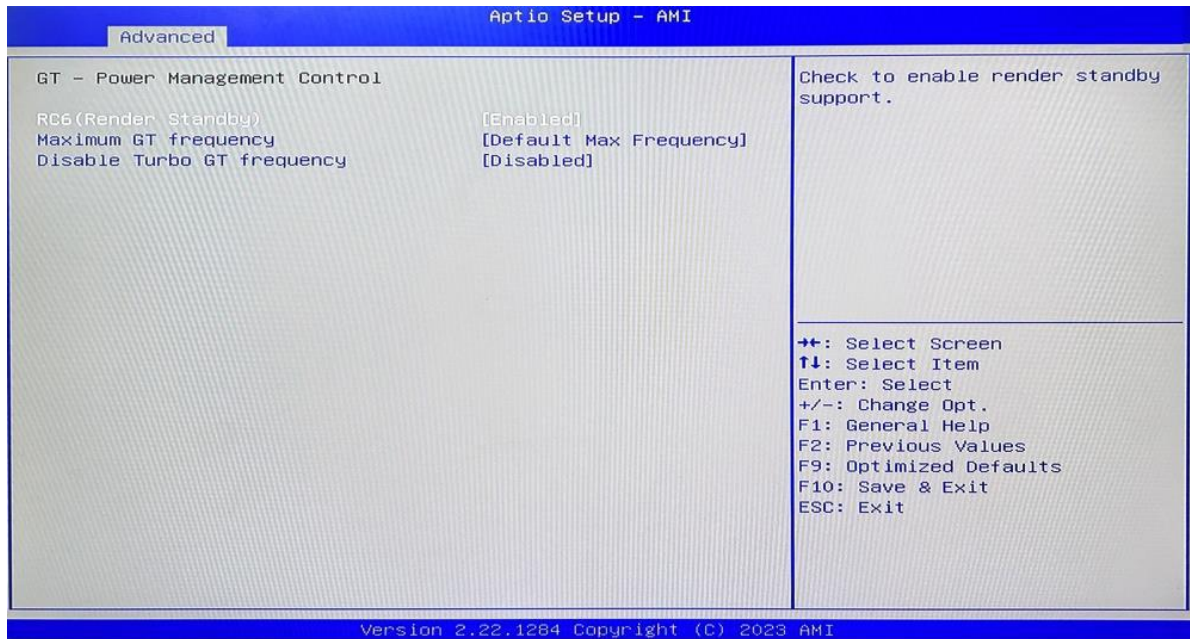 Aptio Setup – AMI
Advanced
GT – Power Management Control
RC6(Render Standby) [Enabled]
Maximum GT frequency [Default Max Frequency]
Disable Turbo GT frequency [Disabled]
Check to enable render standby
support.
→←: Select Screen
↑↓: Select Item
Enter: Select
+/-: Change Opt.
F1: General Help
F2: Previous Values
F9: Optimized Defaults
F10: Save & Exit
ESC: Exit
Version 2.22.1284 Copyright (C) 2023 AMI